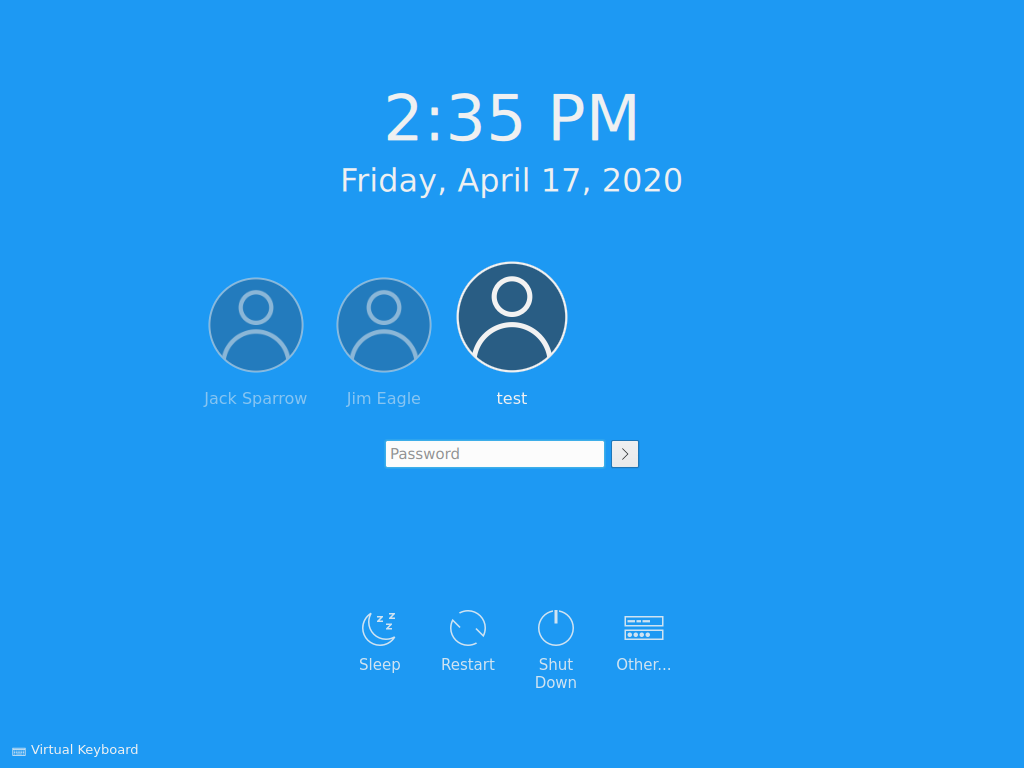 2:35 PM
Friday, April 17, 2020
Jack Sparrow
Jim Eagle
test
Password
Sleep
Restart
Shut
Down
Other...
Virtual Keyboard